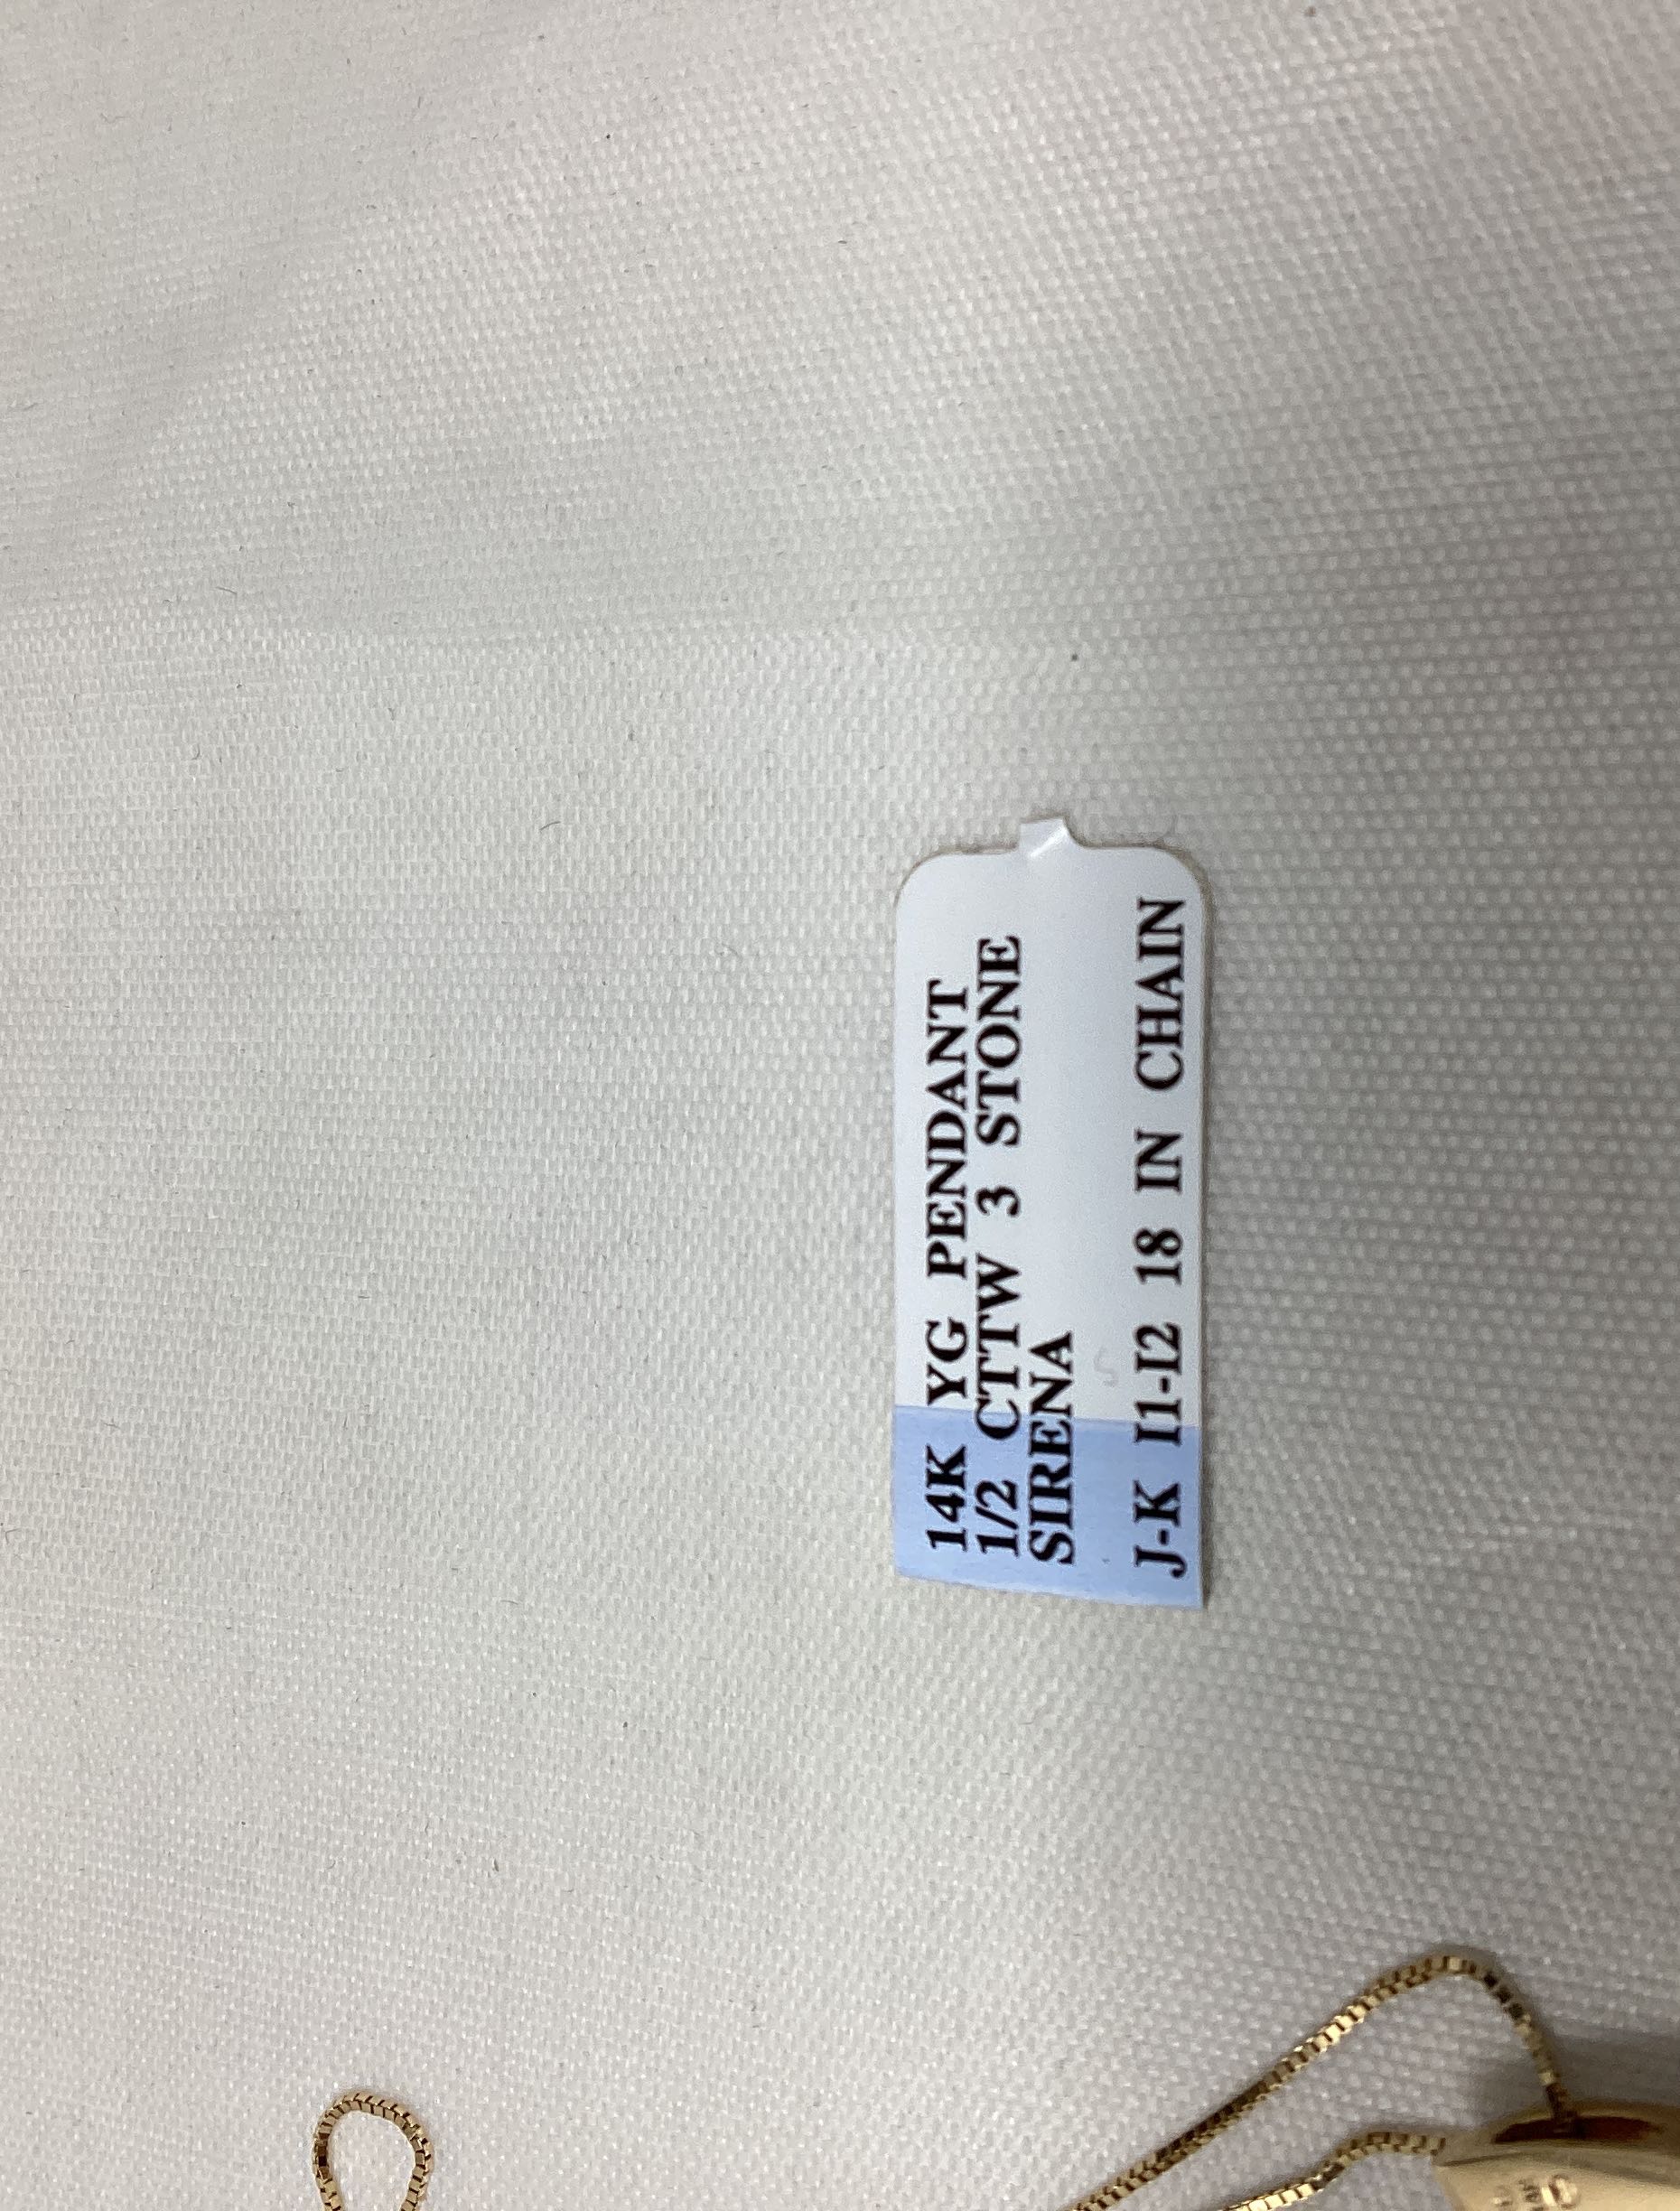 14K YG PENDANT
1/2 CTTW 3 STONE
SIRENA
J-K I1-I2 18 IN CHAIN